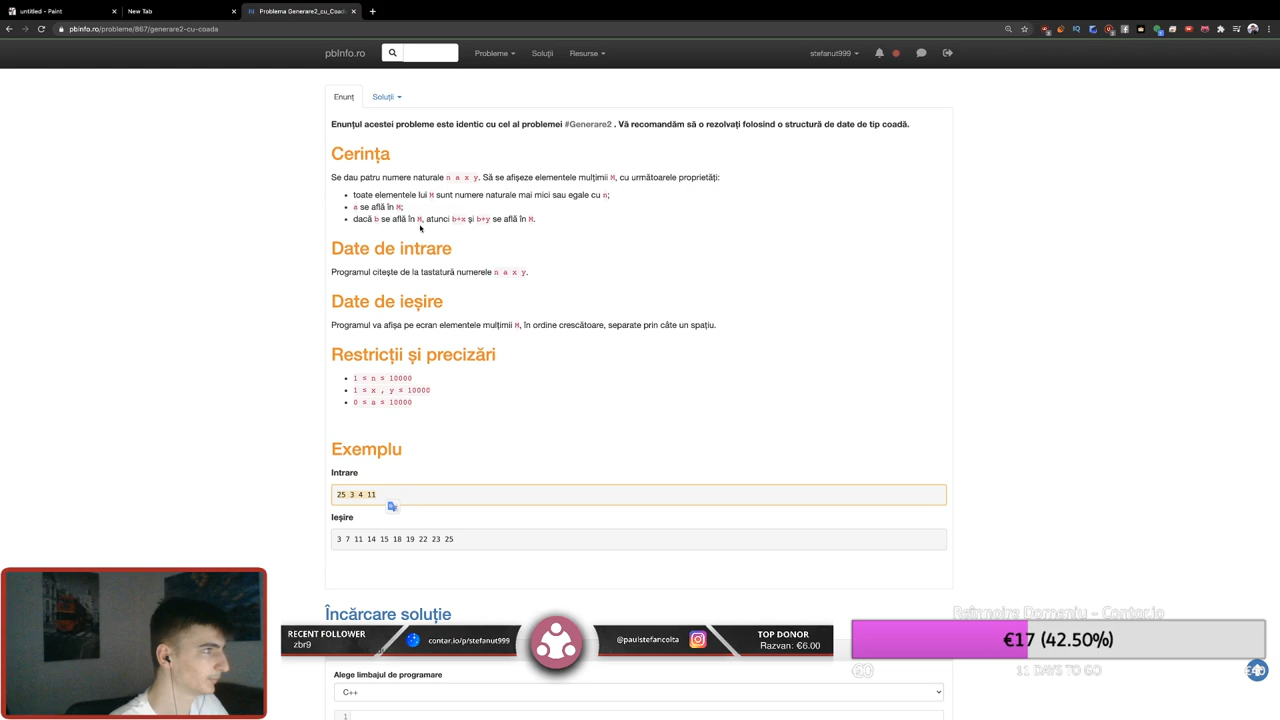 untitled - Paint
New Tab
Problema Generare2_cu_Coad
pbinfo.ro/probleme/867/generare2-cu-coada
pbInfo.ro
Probleme
Soluții
Resurse
stefanut999
Enunț
Soluții
Enunțul acestei probleme este identic cu cel al problemei #Generare2 . Vă recomandăm să o rezolvați folosind o structură de date de tip coadă.
Cerința
Se dau patru numere naturale n a x y. Să se afișeze elementele mulțimii M, cu următoarele proprietăți:
toate elementele lui M sunt numere naturale mai mici sau egale cu n;
a se află în M;
dacă b se află în M, atunci b+x și b+y se află în M.
Date de intrare
Programul citește de la tastatură numerele n a x y.
Date de ieșire
Programul va afișa pe ecran elementele mulțimii M, în ordine crescătoare, separate prin câte un spațiu.
Restricții și precizări
1 ≤ n ≤ 10000
1 ≤ x , y ≤ 10000
0 ≤ a ≤ 10000
Exemplu
Intrare
25 3 4 11
Ieșire
3 7 11 14 15 18 19 22 23 25
Încărcare soluție
RECENT FOLLOWER
zbr9
contar.io/p/stefanut999
@paulstefancolta
TOP DONOR
Razvan: €6.00
Reînnoire Domeniu - Contor.io
€17 (42.50%)
€0
11 DAYS TO GO
€40
Alege limbajul de programare
C++
1